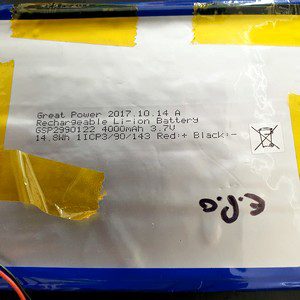 Great Power 2017.10.14 A
Rechargeable Li-ion Battery
GSP2990122 4000mAh 3.7V
14.8Wh 1ICP3/90/143 Red:+ Black:-